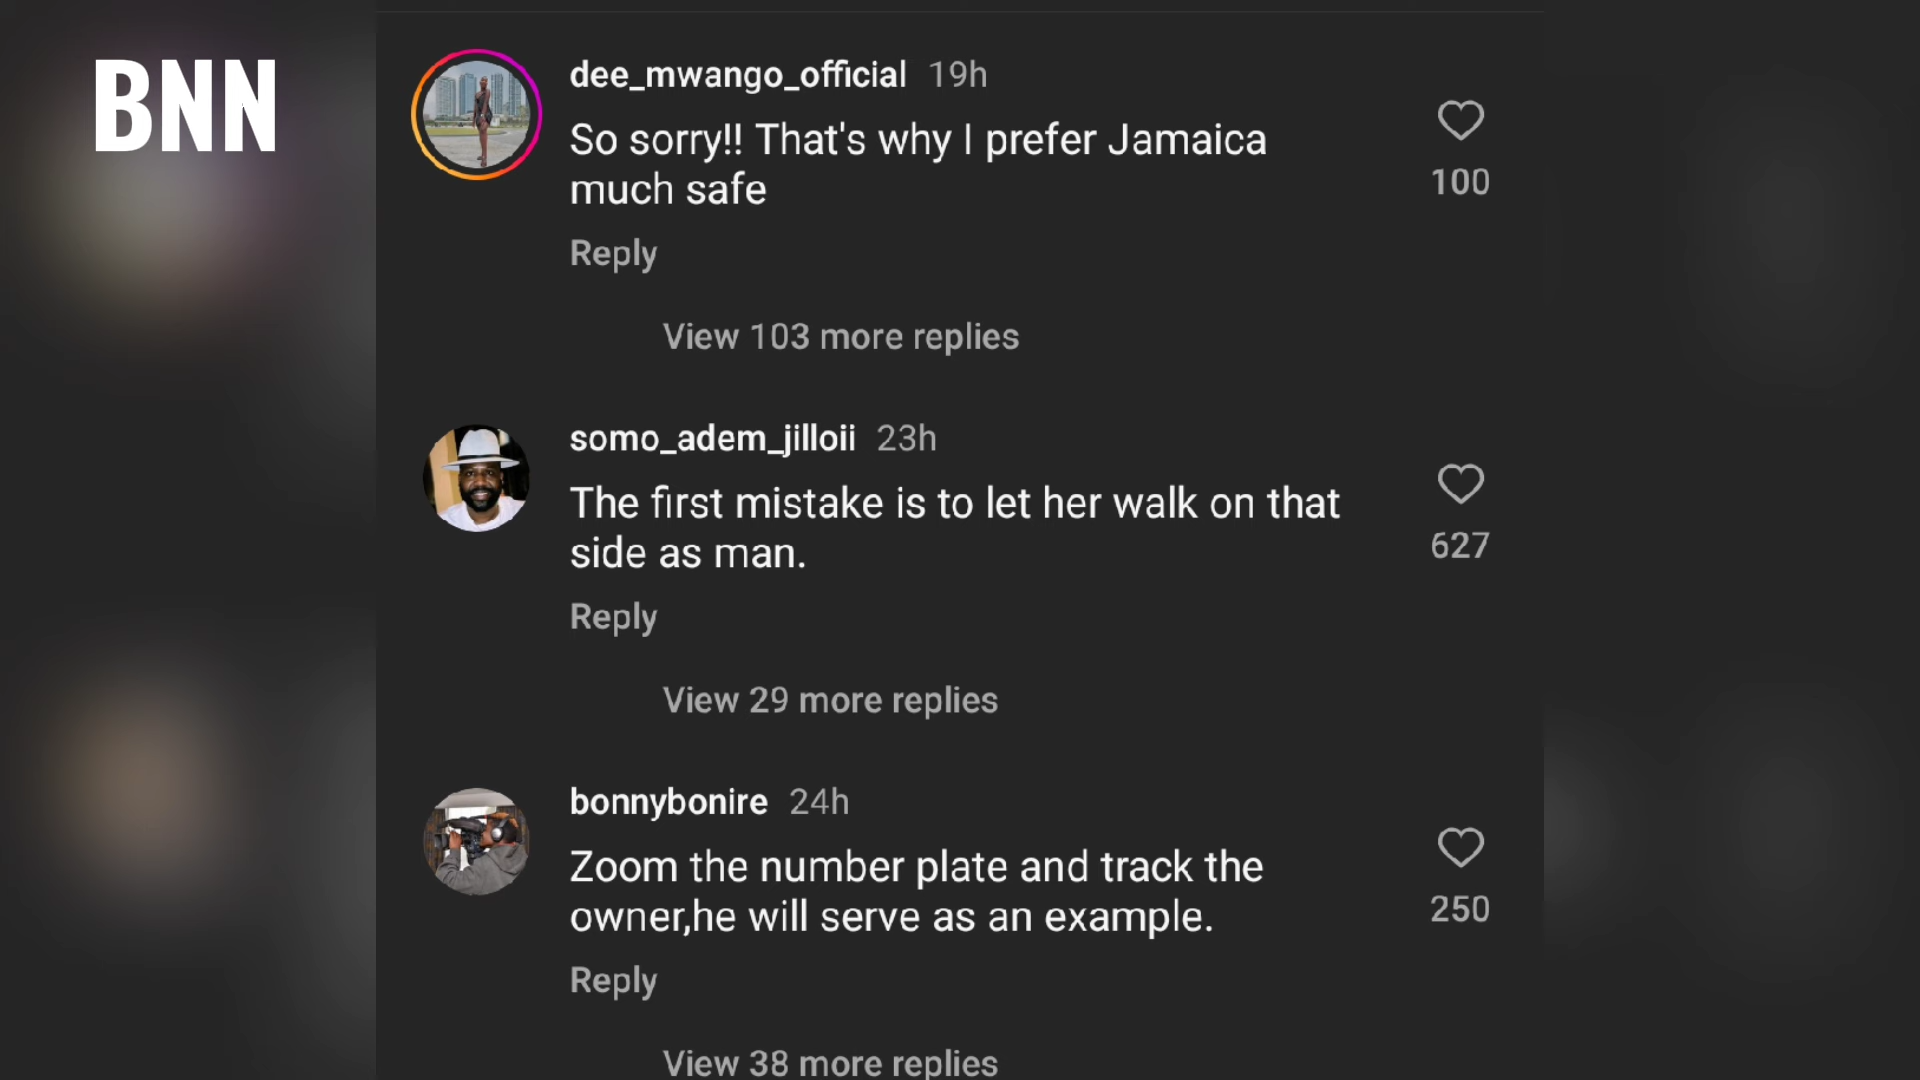 BNN
dee_mwango_official 19h
So sorry!! That's why I prefer Jamaica
much safe
100
Reply
View 103 more replies
somo_adem_jilloii 23h
The first mistake is to let her walk on that
side as man.
627
Reply
View 29 more replies
bonnybonire 24h
Zoom the number plate and track the
owner,he will serve as an example.
250
Reply
View 38 more replies